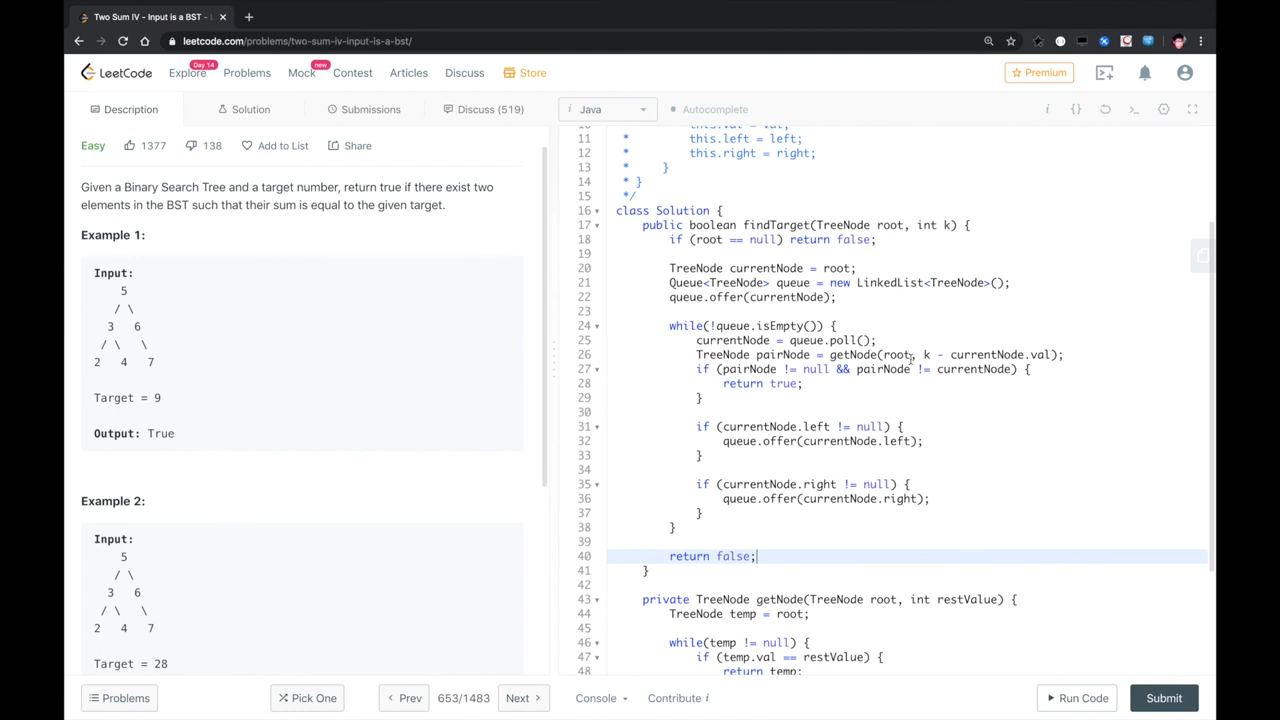 Two Sum IV - Input is a BST -
leetcode.com/problems/two-sum-iv-input-is-a-bst/
LeetCode
Explore
Day 14
Problems
Mock
new
Contest
Articles
Discuss
Store
Premium
Description
Solution
Submissions
Discuss (519)
i
Java
Autocomplete
Easy
1377
138
Add to List
Share
Given a Binary Search Tree and a target number, return true if there exist two
elements in the BST such that their sum is equal to the given target.
Example 1:
Input:
5
/ \
3 6
/ \ \
2 4 7
Target = 9
Output: True
Example 2:
Input:
5
/ \
3 6
/ \ \
2 4 7
Target = 28
10 * this.val = val;
11 * this.left = left;
12 * this.right = right;
13 * }
14 * }
15 */
16 class Solution {
17 public boolean findTarget(TreeNode root, int k) {
18 if (root == null) return false;
19
20 TreeNode currentNode = root;
21 Queue<TreeNode> queue = new LinkedList<TreeNode>();
22 queue.offer(currentNode);
23
24 while(!queue.isEmpty()) {
25 currentNode = queue.poll();
26 TreeNode pairNode = getNode(root, k - currentNode.val);
27 if (pairNode != null && pairNode != currentNode) {
28 return true;
29 }
30
31 if (currentNode.left != null) {
32 queue.offer(currentNode.left);
33 }
34
35 if (currentNode.right != null) {
36 queue.offer(currentNode.right);
37 }
38 }
39
40 return false;
41 }
42
43 private TreeNode getNode(TreeNode root, int restValue) {
44 TreeNode temp = root;
45
46 while(temp != null) {
47 if (temp.val == restValue) {
48 return temp;
Problems
Pick One
Prev
653/1483
Next
Console
Contribute i
Run Code
Submit